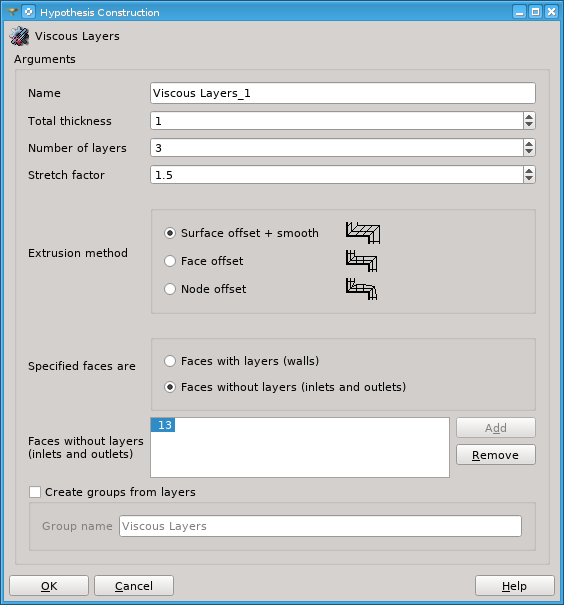 Hypothesis Construction
Viscous Layers
Arguments
Name
Viscous Layers_1
Total thickness
1
Number of layers
3
Stretch factor
1.5
Extrusion method
Surface offset + smooth
Face offset
Node offset
Specified faces are
Faces with layers (walls)
Faces without layers (inlets and outlets)
Faces without layers
(inlets and outlets)
13
Add
Remove
Create groups from layers
Group name
Viscous Layers
OK
Cancel
Help